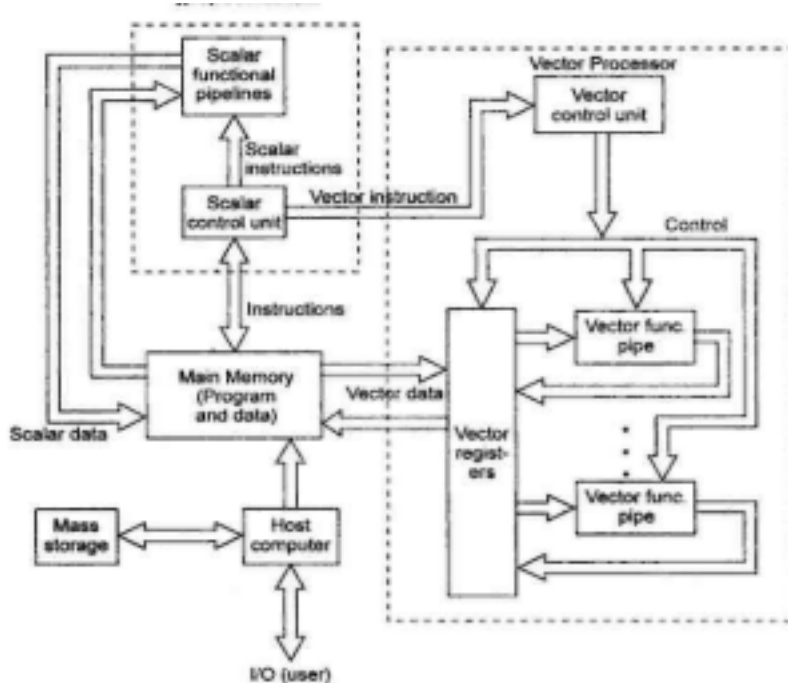 Scalar
functional
pipelines
Scalar
instructions
Scalar
control unit
Vector instruction
Instructions
Main Memory
(Program
and data)
Scalar data
Vector data
Mass
storage
Host
computer
I/O (user)
Vector Processor
Vector
control unit
Control
Vector func.
pipe
Vector
regist-
ers
Vector func.
pipe